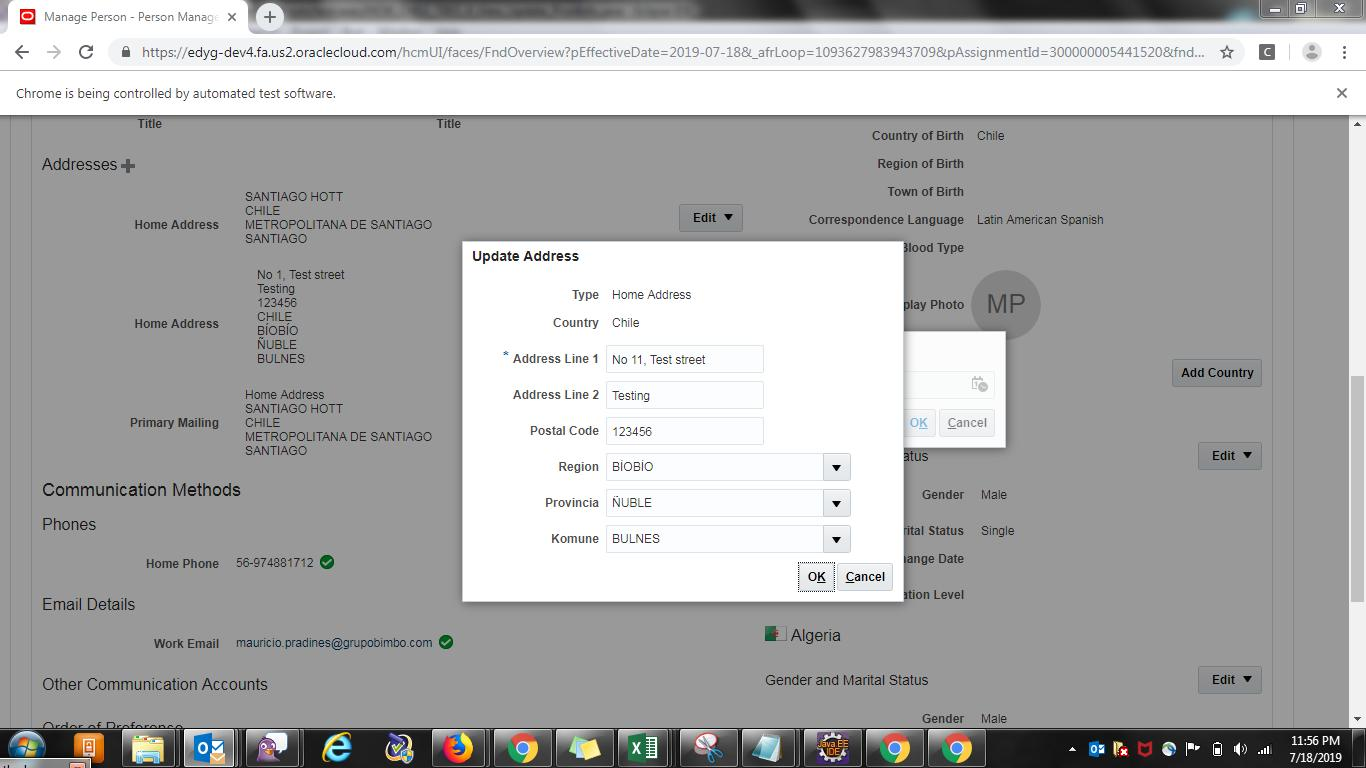 Manage Person - Person Manage
https://edyg-dev4.fa.us2.oraclecloud.com/hcmUI/faces/FndOverview?pEffectiveDate=2019-07-18&_afrLoop=1093627983943709&pAssignmentId=300000005441520&fnd...
C
Chrome is being controlled by automated test software.
Title
Title
Addresses
Home Address
SANTIAGO HOTT
CHILE
METROPOLITANA DE SANTIAGO
SANTIAGO
Edit
Home Address
No 1, Test street
Testing
123456
CHILE
BÍOBÍO
ÑUBLE
BULNES
Primary Mailing
Home Address
SANTIAGO HOTT
CHILE
METROPOLITANA DE SANTIAGO
SANTIAGO
Communication Methods
Phones
Home Phone 56-974881712
Email Details
Work Email mauricio.pradines@grupobimbo.com
Other Communication Accounts
Order of Preference
Country of Birth Chile
Region of Birth
Town of Birth
Correspondence Language Latin American Spanish
Blood Type
play Photo MP
Add Country
OK Cancel
atus
Edit
Gender Male
rital Status Single
ange Date
ation Level
Algeria
Gender and Marital Status
Edit
Gender Male
Update Address
Type Home Address
Country Chile
* Address Line 1 No 11, Test street
Address Line 2 Testing
Postal Code 123456
Region BÍOBÍO
Provincia ÑUBLE
Komune BULNES
OK Cancel
Java EE
IDE
11:56 PM
7/18/2019